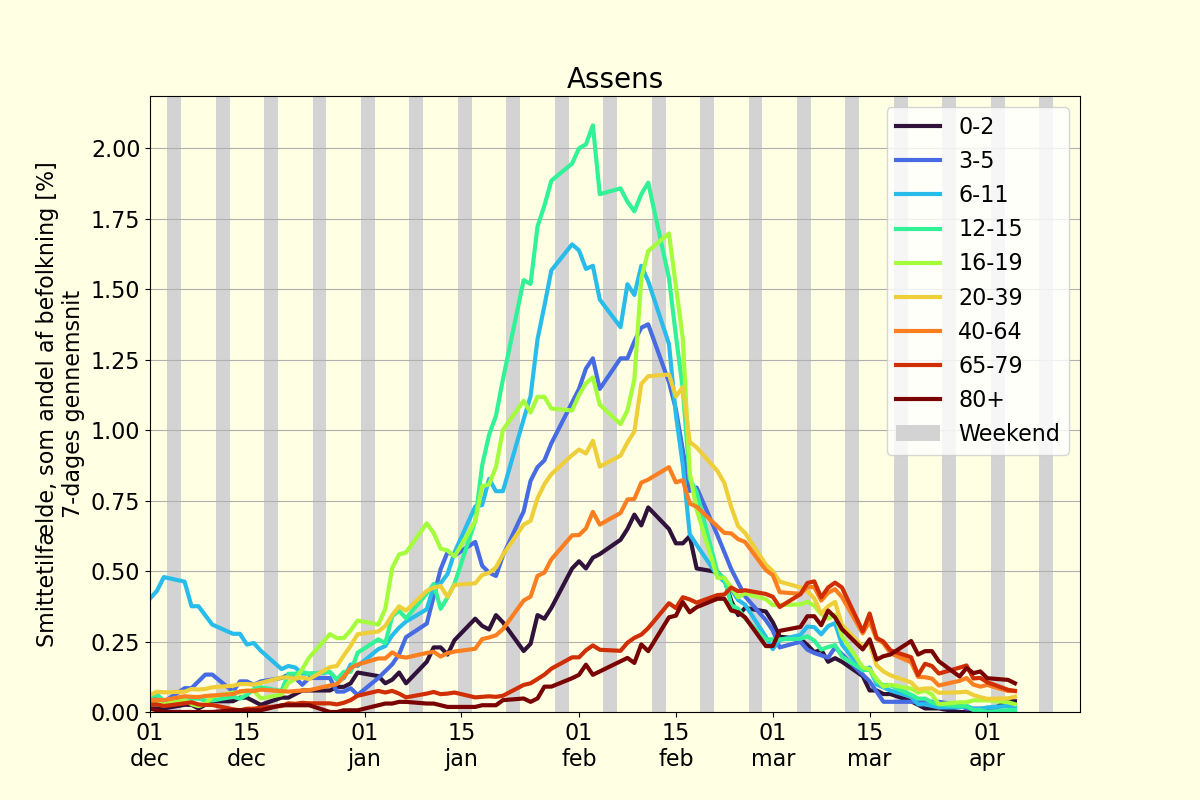 Assens
Smittetilfælde, som andel af befolkning [%]
7-dages gennemsnit
2.00
1.75
1.50
1.25
1.00
0.75
0.50
0.25
0.00
01 dec
15 dec
01 jan
15 jan
01 feb
15 feb
01 mar
15 mar
01 apr
0-2
3-5
6-11
12-15
16-19
20-39
40-64
65-79
80+
Weekend